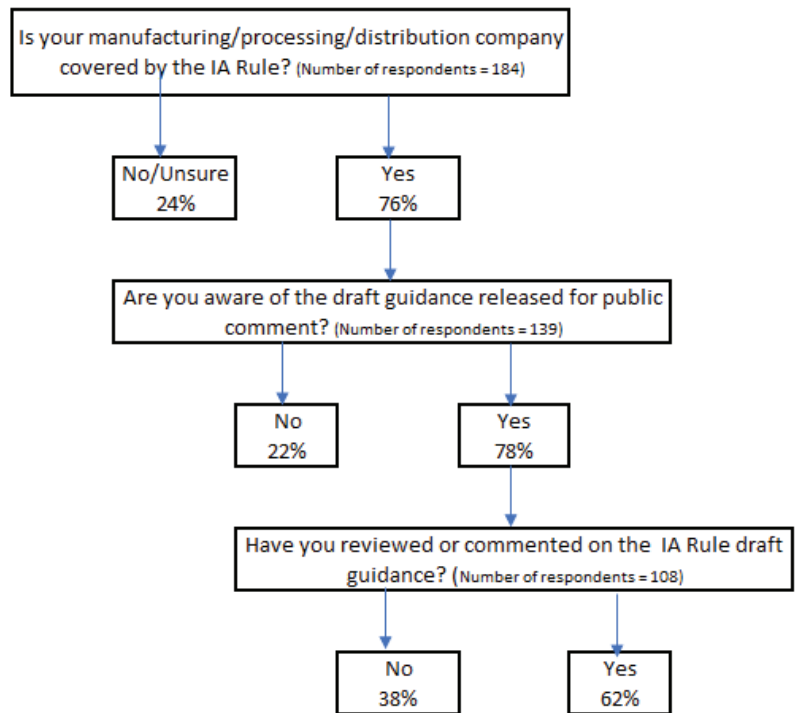 Is your manufacturing/processing/distribution company
covered by the IA Rule? (Number of respondents = 184)
No/Unsure
24%
Yes
76%
Are you aware of the draft guidance released for public
comment? (Number of respondents = 139)
No
22%
Yes
78%
Have you reviewed or commented on the IA Rule draft
guidance? (Number of respondents = 108)
No
38%
Yes
62%